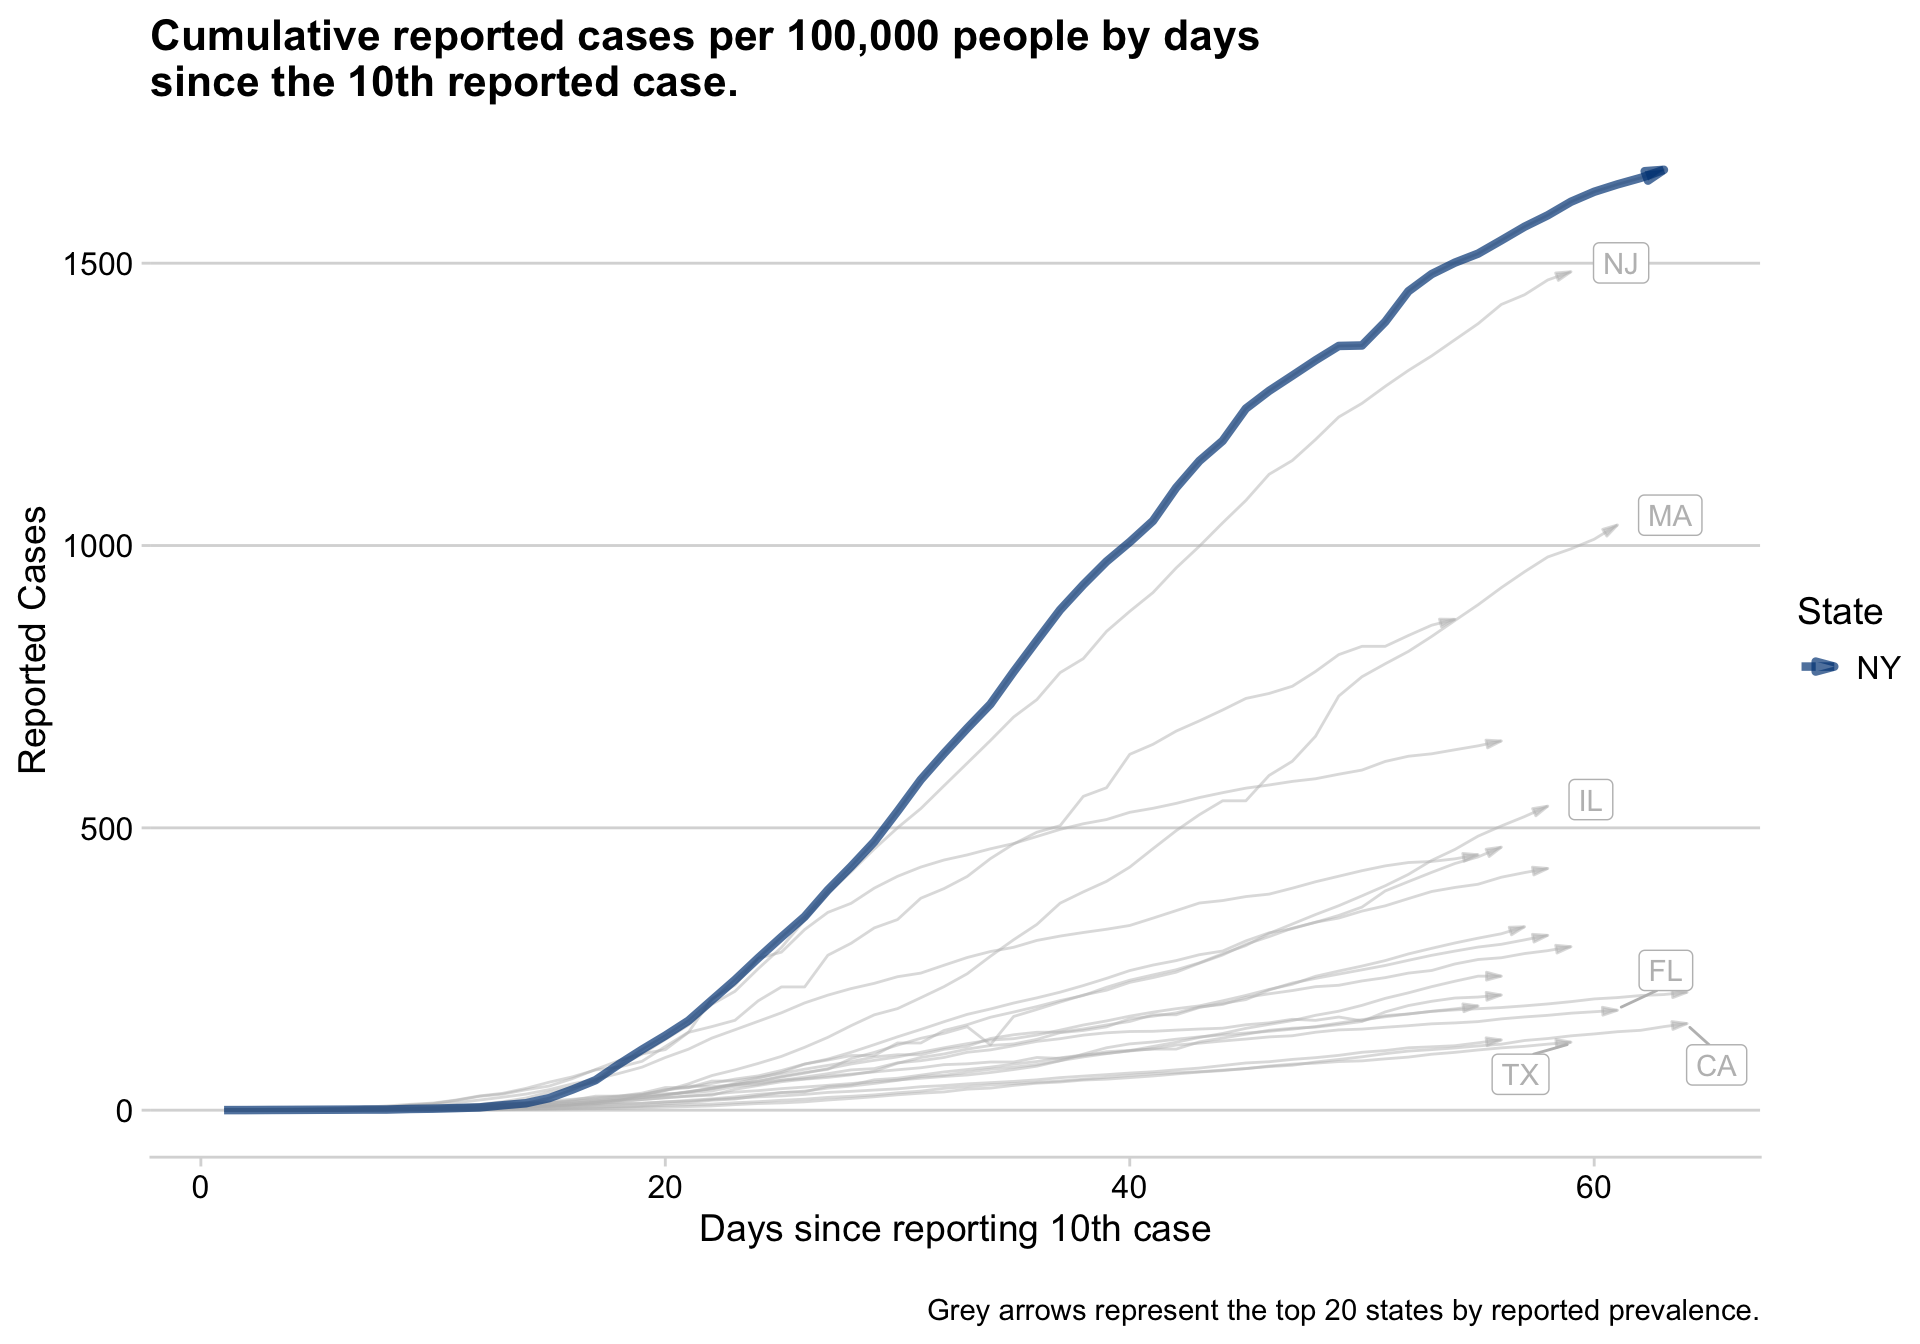 Cumulative reported cases per 100,000 people by days
since the 10th reported case.
1500
1000
500
0
Reported Cases
NJ
MA
IL
FL
TX
CA
State
NY
0
20
40
60
Days since reporting 10th case
Grey arrows represent the top 20 states by reported prevalence.